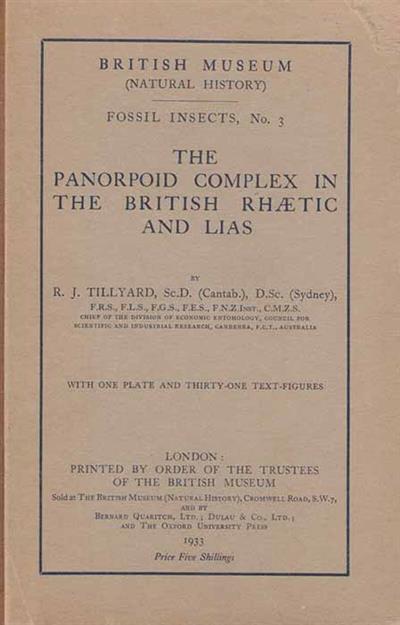 BRITISH MUSEUM
(NATURAL HISTORY)
FOSSIL INSECTS, No. 3
THE
PANORPOID COMPLEX IN
THE BRITISH RHÆTIC
AND LIAS
BY
R. J. TILLYARD, Sc.D. (Cantab.), D.Sc. (Sydney),
F.R.S., F.L.S., F.G.S., F.E.S., F.N.Z.Inst., C.M.Z.S.
CHIEF OF THE DIVISION OF ECONOMIC ENTOMOLOGY, COUNCIL FOR
SCIENTIFIC AND INDUSTRIAL RESEARCH, CANBERRA, F.C.T., AUSTRALIA
WITH ONE PLATE AND THIRTY-ONE TEXT-FIGURES
LONDON:
PRINTED BY ORDER OF THE TRUSTEES
OF THE BRITISH MUSEUM
Sold at The British Museum (Natural History), Cromwell Road, S.W.7,
AND BY
Bernard Quaritch, Ltd.; Dulau & Co., Ltd.;
and The Oxford University Press
1933
Price Five Shillings